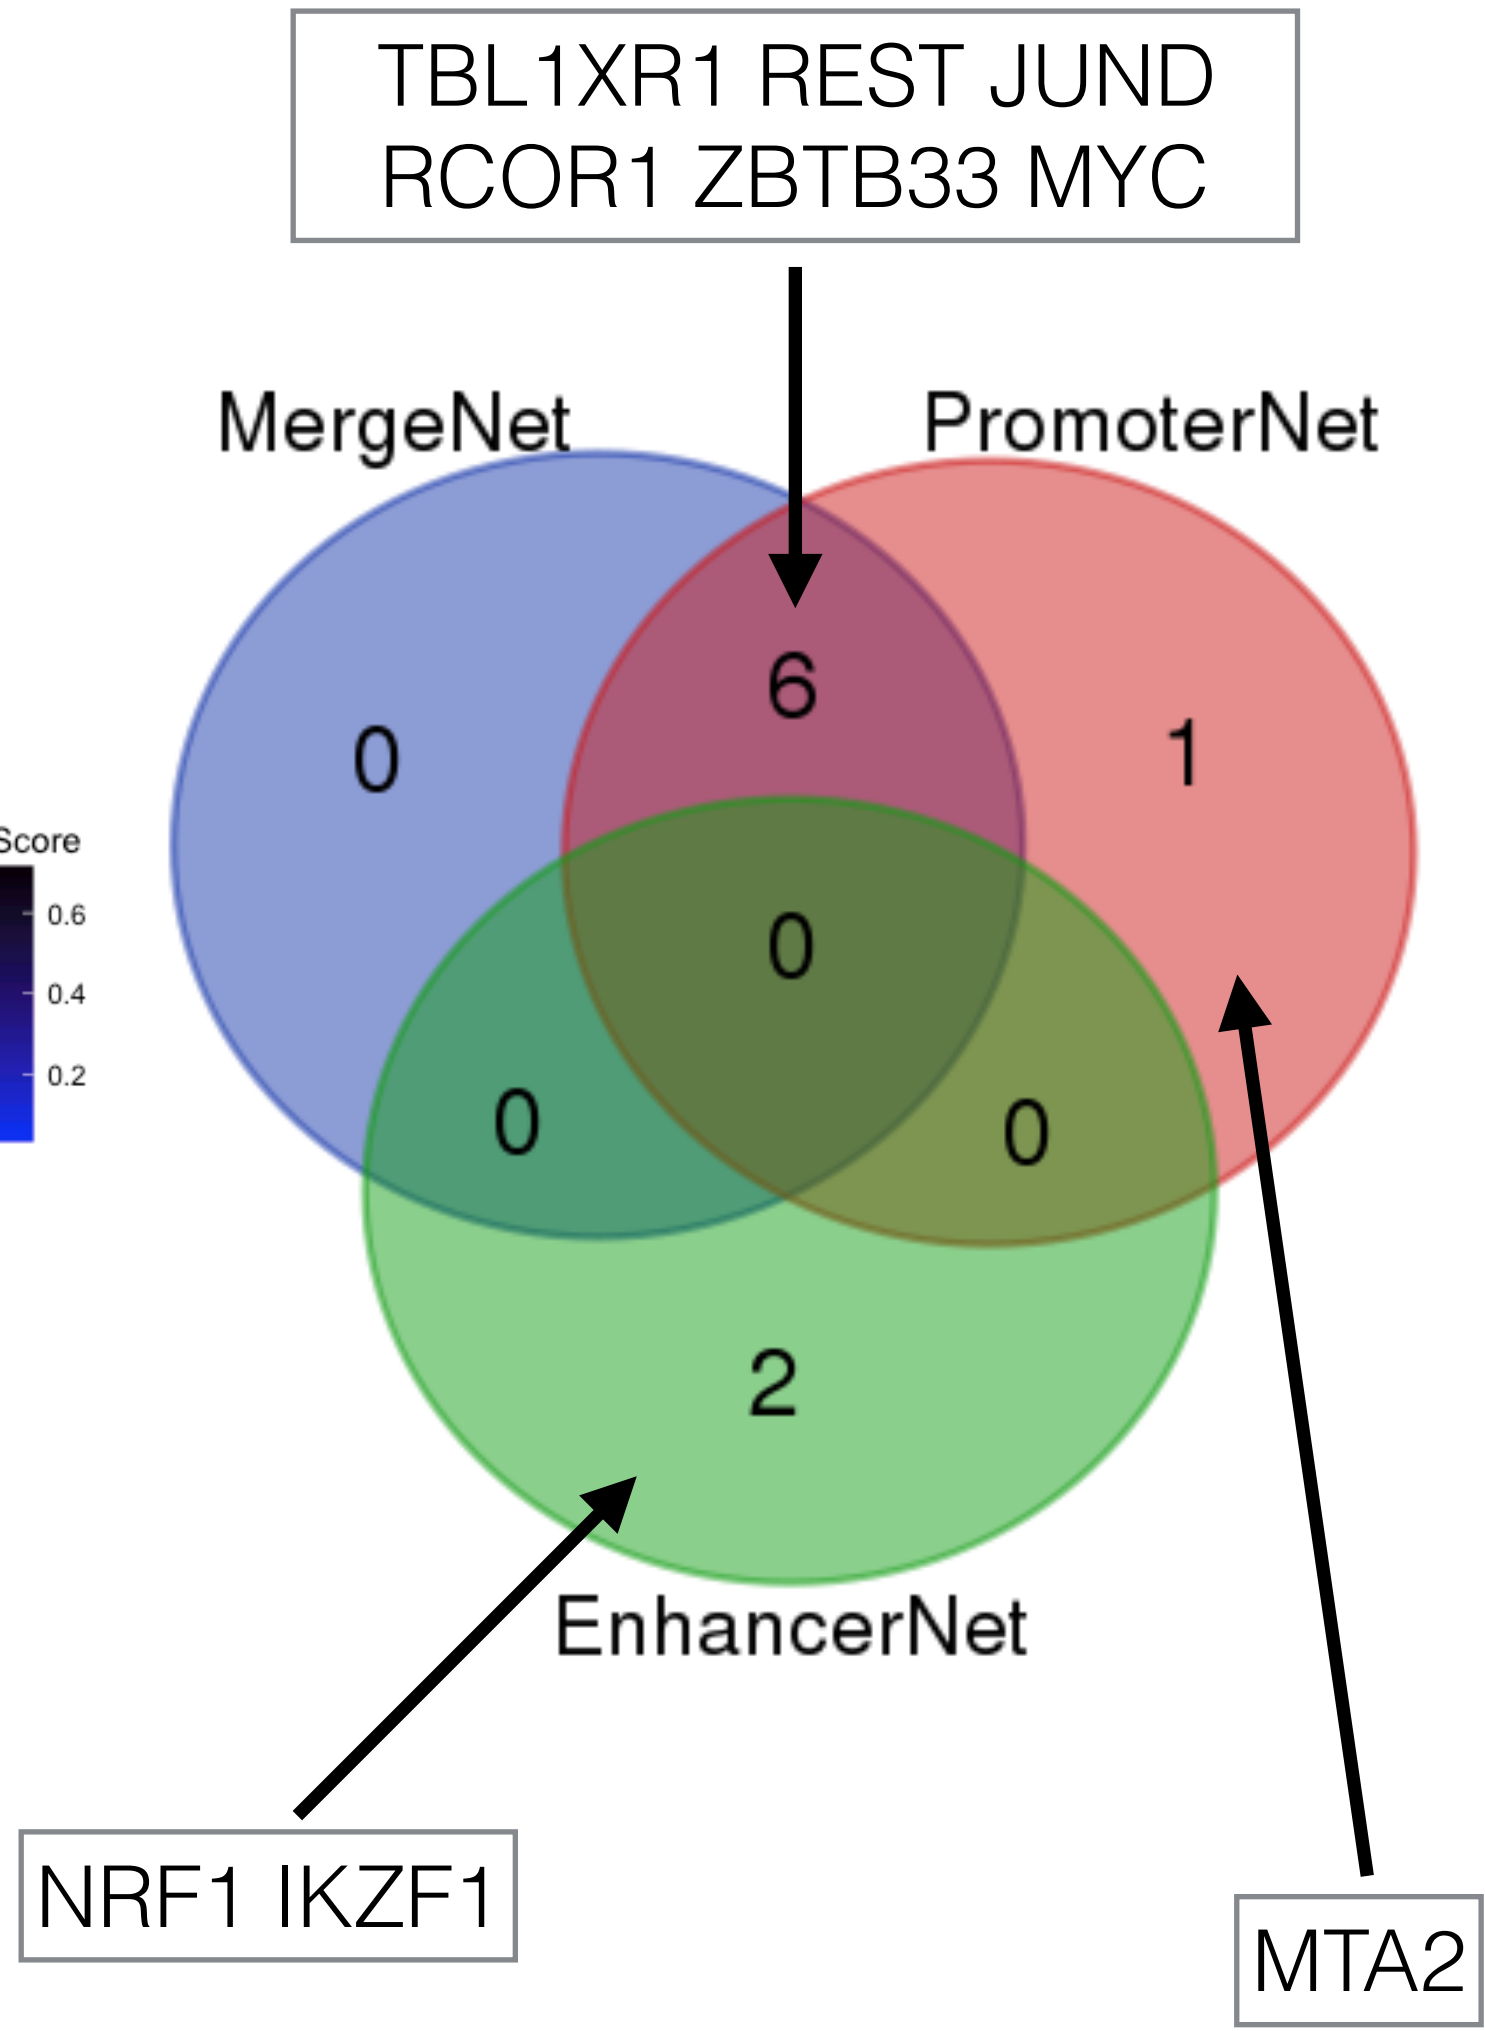 TBL1XR1 REST JUND
RCOR1 ZBTB33 MYC
MergeNet
PromoterNet
6
0
1
Score
0.6
0.4
0.2
0
0
0
2
EnhancerNet
NRF1 IKZF1
MTA2